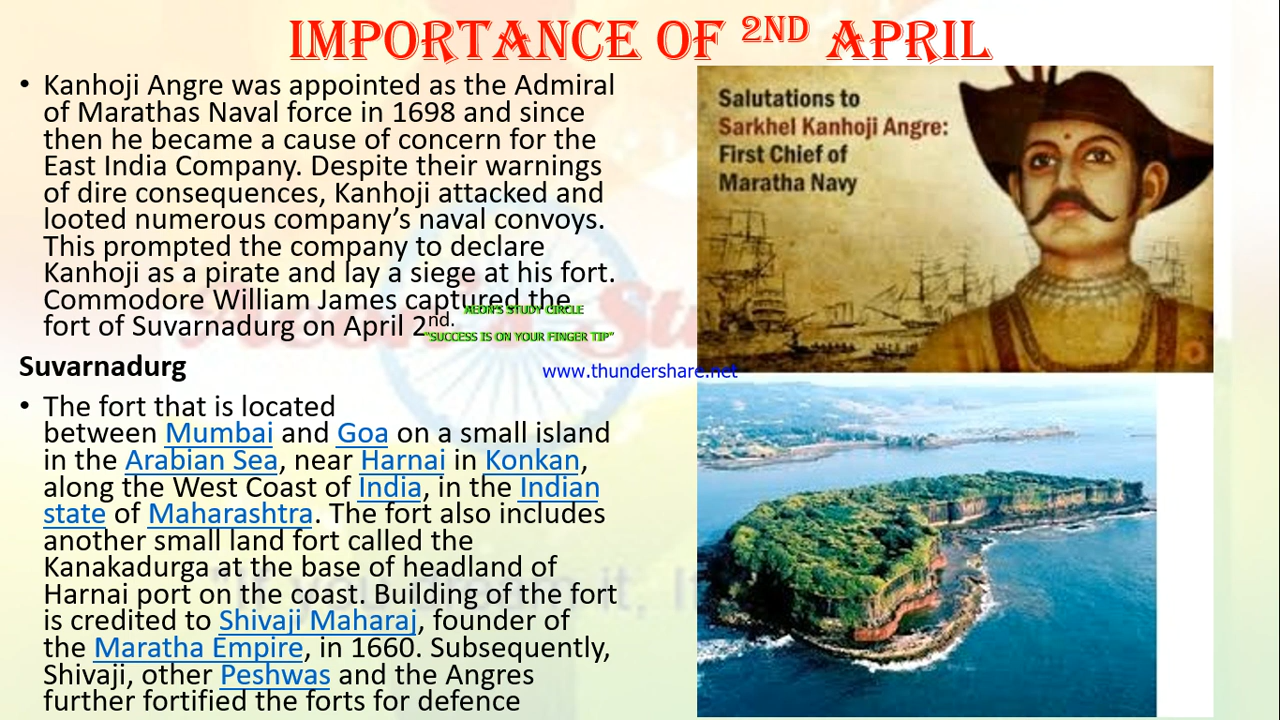 IMPORTANCE OF 2ND APRIL
• Kanhoji Angre was appointed as the Admiral
of Marathas Naval force in 1698 and since
then he became a cause of concern for the
East India Company. Despite their warnings
of dire consequences, Kanhoji attacked and
looted numerous company’s naval convoys.
This prompted the company to declare
Kanhoji as a pirate and lay a siege at his fort.
Commodore William James captured the
fort of Suvarnadurg on April 2nd.
AEON'S STUDY CIRCLE
"SUCCESS IS ON YOUR FINGER TIP"
www.thundershare.net
Suvarnadurg
• The fort that is located
between Mumbai and Goa on a small island
in the Arabian Sea, near Harnai in Konkan,
along the West Coast of India, in the Indian
state of Maharashtra. The fort also includes
another small land fort called the
Kanakadurga at the base of headland of
Harnai port on the coast. Building of the fort
is credited to Shivaji Maharaj, founder of
the Maratha Empire, in 1660. Subsequently,
Shivaji, other Peshwas and the Angres
further fortified the forts for defence
Salutations to
Sarkhel Kanhoji Angre:
First Chief of
Maratha Navy